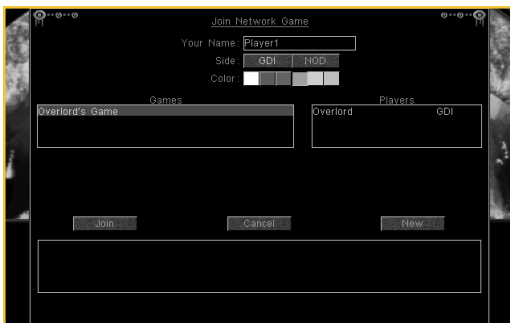 Join Network Game
Your Name: Player1
Side: GDI NOD
Color:
Games Players
Overlord's Game Overlord GDI
Join Cancel New